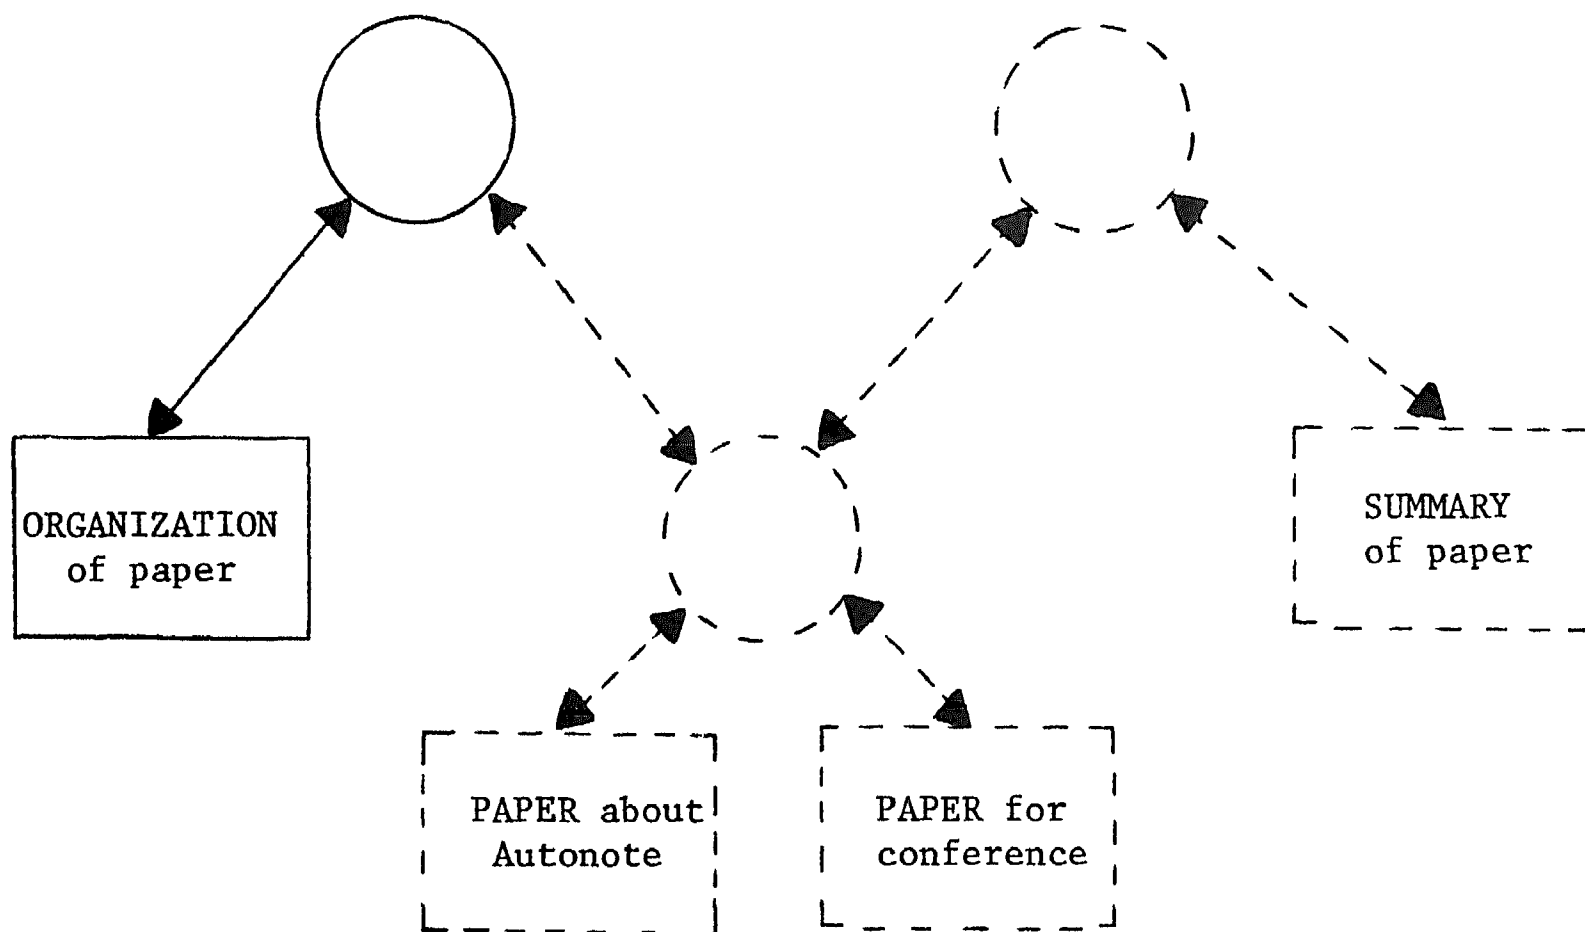 ORGANIZATION
of paper
SUMMARY
of paper
PAPER about
Autonote
PAPER for
conference